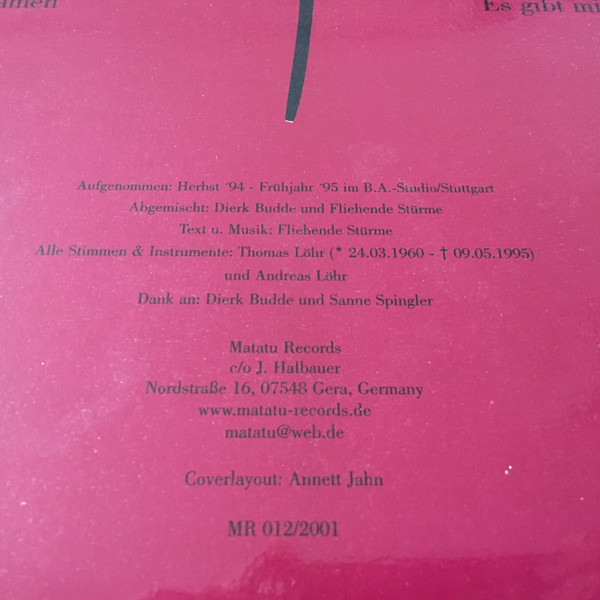 Es gibt
Aufgenommen: Herbst '94 - Frühjahr '95 im B.A.-Studio/Stuttgart
Abgemischt: Dierk Budde und Fliehende Stürme
Text u. Musik: Fliehende Stürme
Alle Stimmen & Instrumente: Thomas Löhr (* 24.03.1960 - † 09.05.1995)
und Andreas Löhr
Dank an: Dierk Budde und Sanne Spingler
Matatu Records
c/o J. Halbauer
Nordstraße 16, 07548 Gera, Germany
www.matatu-records.de
matatu@web.de
Coverlayout: Annett Jahn
MR 012/2001